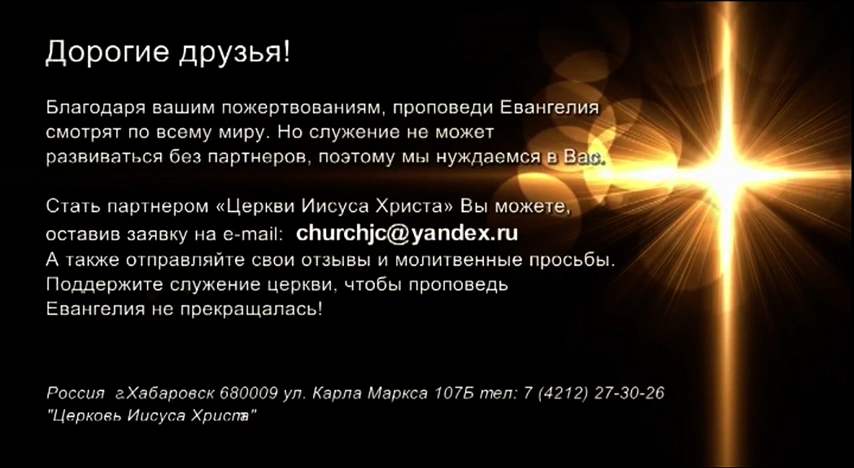 Дорогие друзья!
Благодаря вашим пожертвованиям, проповеди Евангелия
смотрят по всему миру. Но служение не может
развиваться без партнеров, поэтому мы нуждаемся в Вас.
Стать партнером «Церкви Иисуса Христа» Вы можете,
оставив заявку на e-mail: churchjc@yandex.ru
А также отправляйте свои отзывы и молитвенные просьбы.
Поддержите служение церкви, чтобы проповедь
Евангелия не прекращалась!
Россия г.Хабаровск 680009 ул. Карла Маркса 107Б тел: 7 (4212) 27-30-26
"Церковь Иисуса Христа"